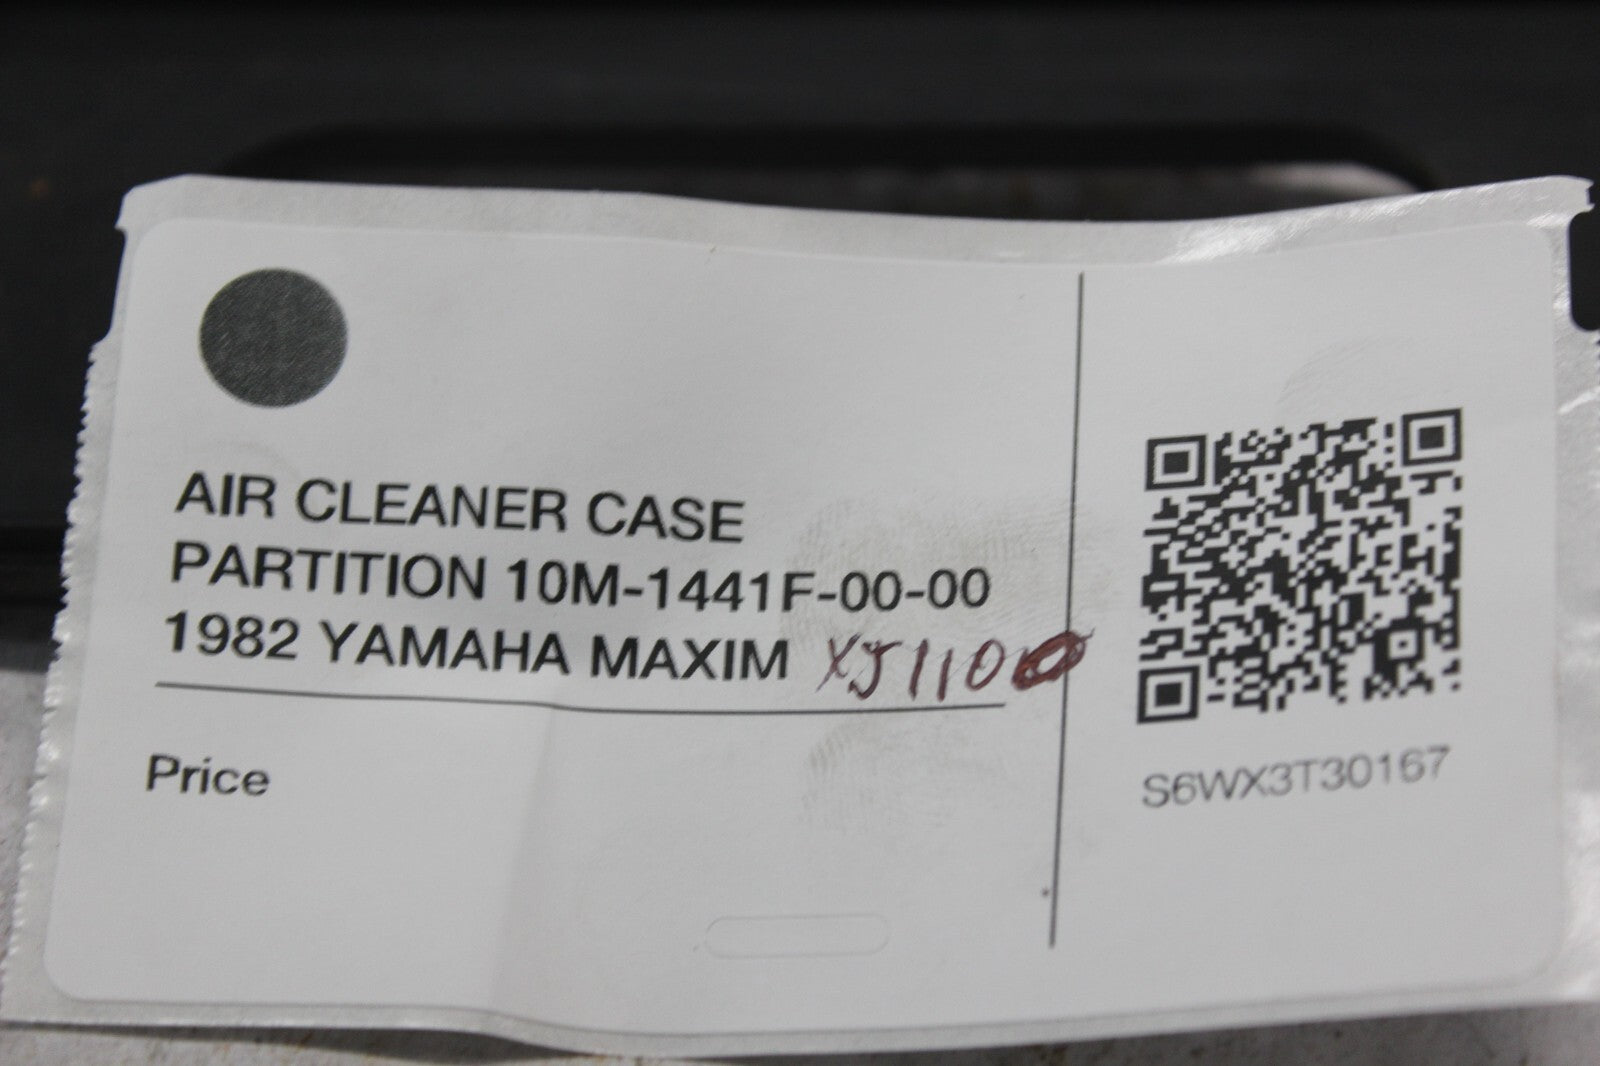 AIR CLEANER CASE
PARTITION 10M-1441F-00-00
1982 YAMAHA MAXIM XJ1100
Price
S6WX3T30167